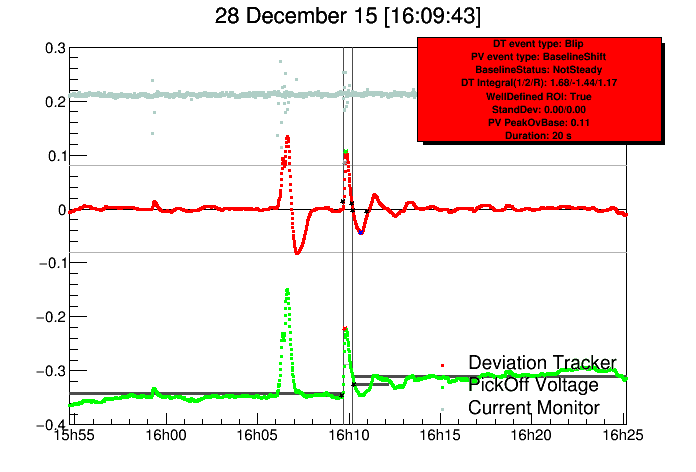 28 December 15 [16:09:43]
DT event type: Blip
PV event type: BaselineShift
BaselineStatus: NotSteady
DT Integral(1/2/R): 1.68/-1.44/1.17
WellDefined ROI: True
StandDev: 0.00/0.00
PV PeakOvBase: 0.11
Duration: 20 s
0.3
0.2
0.1
0
−0.1
−0.2
−0.3
−0.4
Deviation Tracker
PickOff Voltage
Current Monitor
15h55 16h00 16h05 16h10 16h15 16h20 16h25